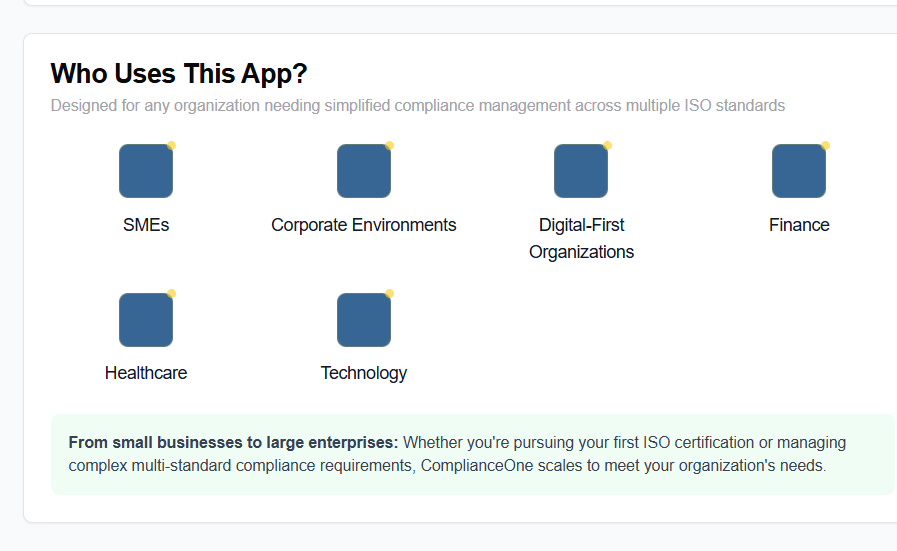 Who Uses This App?
Designed for any organization needing simplified compliance management across multiple ISO standards
SMEs
Corporate Environments
Digital-First
Organizations
Finance
Healthcare
Technology
From small businesses to large enterprises: Whether you're pursuing your first ISO certification or managing
complex multi-standard compliance requirements, ComplianceOne scales to meet your organization's needs.